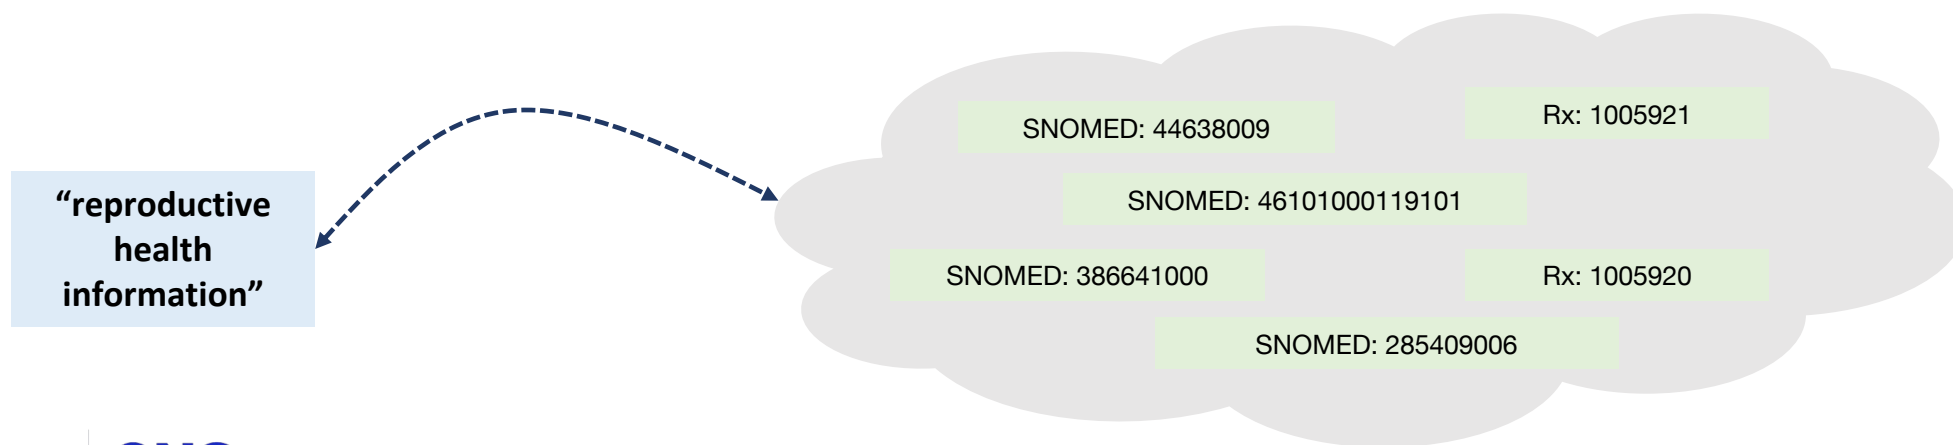 “reproductive
health
information”
SNOMED: 44638009
Rx: 1005921
SNOMED: 46101000119101
SNOMED: 386641000
Rx: 1005920
SNOMED: 285409006